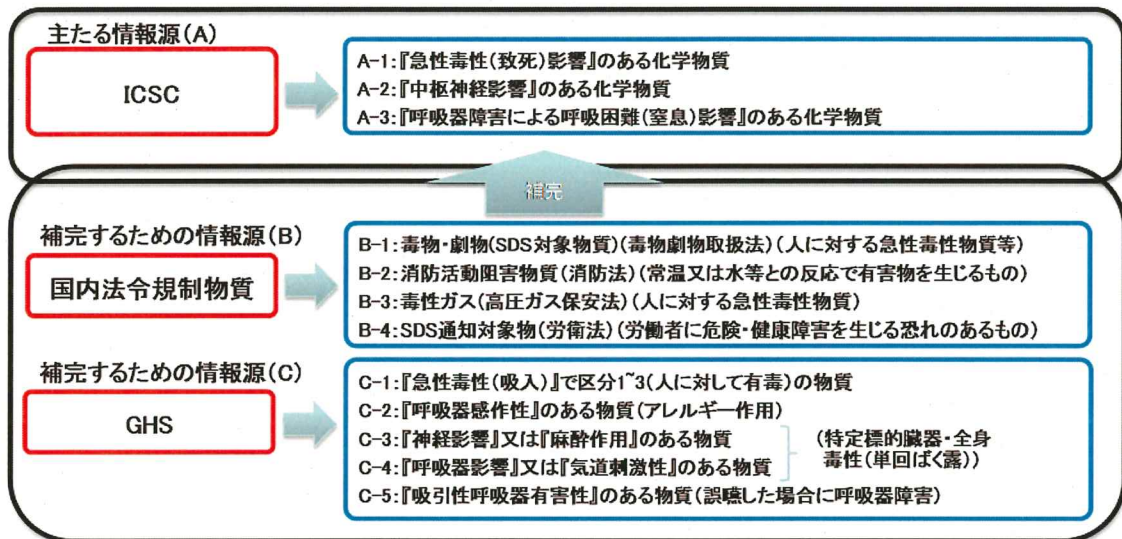 主たる情報源(A)
ICSC
A-1:『急性毒性(致死)影響』のある化学物質
A-2:『中枢神経影響』のある化学物質
A-3:『呼吸器障害による呼吸困難(窒息)影響』のある化学物質
補完
補完するための情報源(B)
国内法令規制物質
B-1:毒物・劇物(SDS対象物質)(毒物劇物取扱法)(人に対する急性毒性物質等)
B-2:消防活動阻害物質(消防法)(常温又は水等との反応で有害物を生じるもの)
B-3:毒性ガス(高圧ガス保安法)(人に対する急性毒性物質)
B-4:SDS通知対象物(労衛法)(労働者に危険・健康障害を生じる恐れのあるもの)
補完するための情報源(C)
GHS
C-1:『急性毒性(吸入)』で区分1~3(人に対して有毒)の物質
C-2:『呼吸器感作性』のある物質(アレルギー作用)
C-3:『神経影響』又は『麻酔作用』のある物質
C-4:『呼吸器影響』又は『気道刺激性』のある物質
(特定標的臓器・全身
毒性(単回ばく露))
C-5:『吸引性呼吸器有害性』のある物質(誤嚥した場合に呼吸器障害)